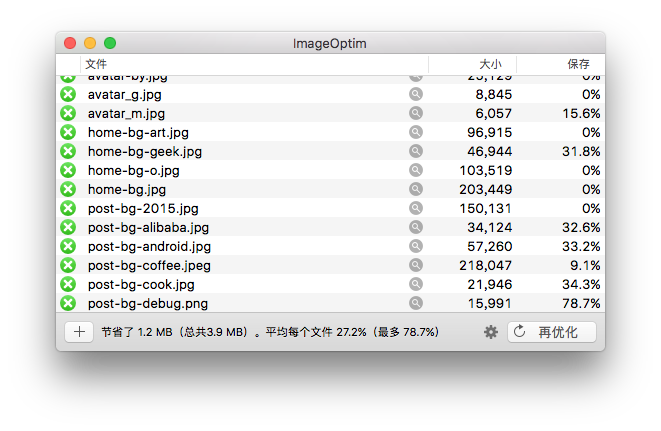 ImageOptim
文件 大小 保存
avatar-by.jpg 25,129 0%
avatar_g.jpg 8,845 0%
avatar_m.jpg 6,057 15.6%
home-bg-art.jpg 96,915 0%
home-bg-geek.jpg 46,944 31.8%
home-bg-o.jpg 103,519 0%
home-bg.jpg 203,449 0%
post-bg-2015.jpg 150,131 0%
post-bg-alibaba.jpg 34,124 32.6%
post-bg-android.jpg 57,260 33.2%
post-bg-coffee.jpeg 218,047 9.1%
post-bg-cook.jpg 21,946 34.3%
post-bg-debug.png 15,991 78.7%
节省了 1.2 MB（总共3.9 MB）。平均每个文件 27.2%（最多 78.7%） 再优化